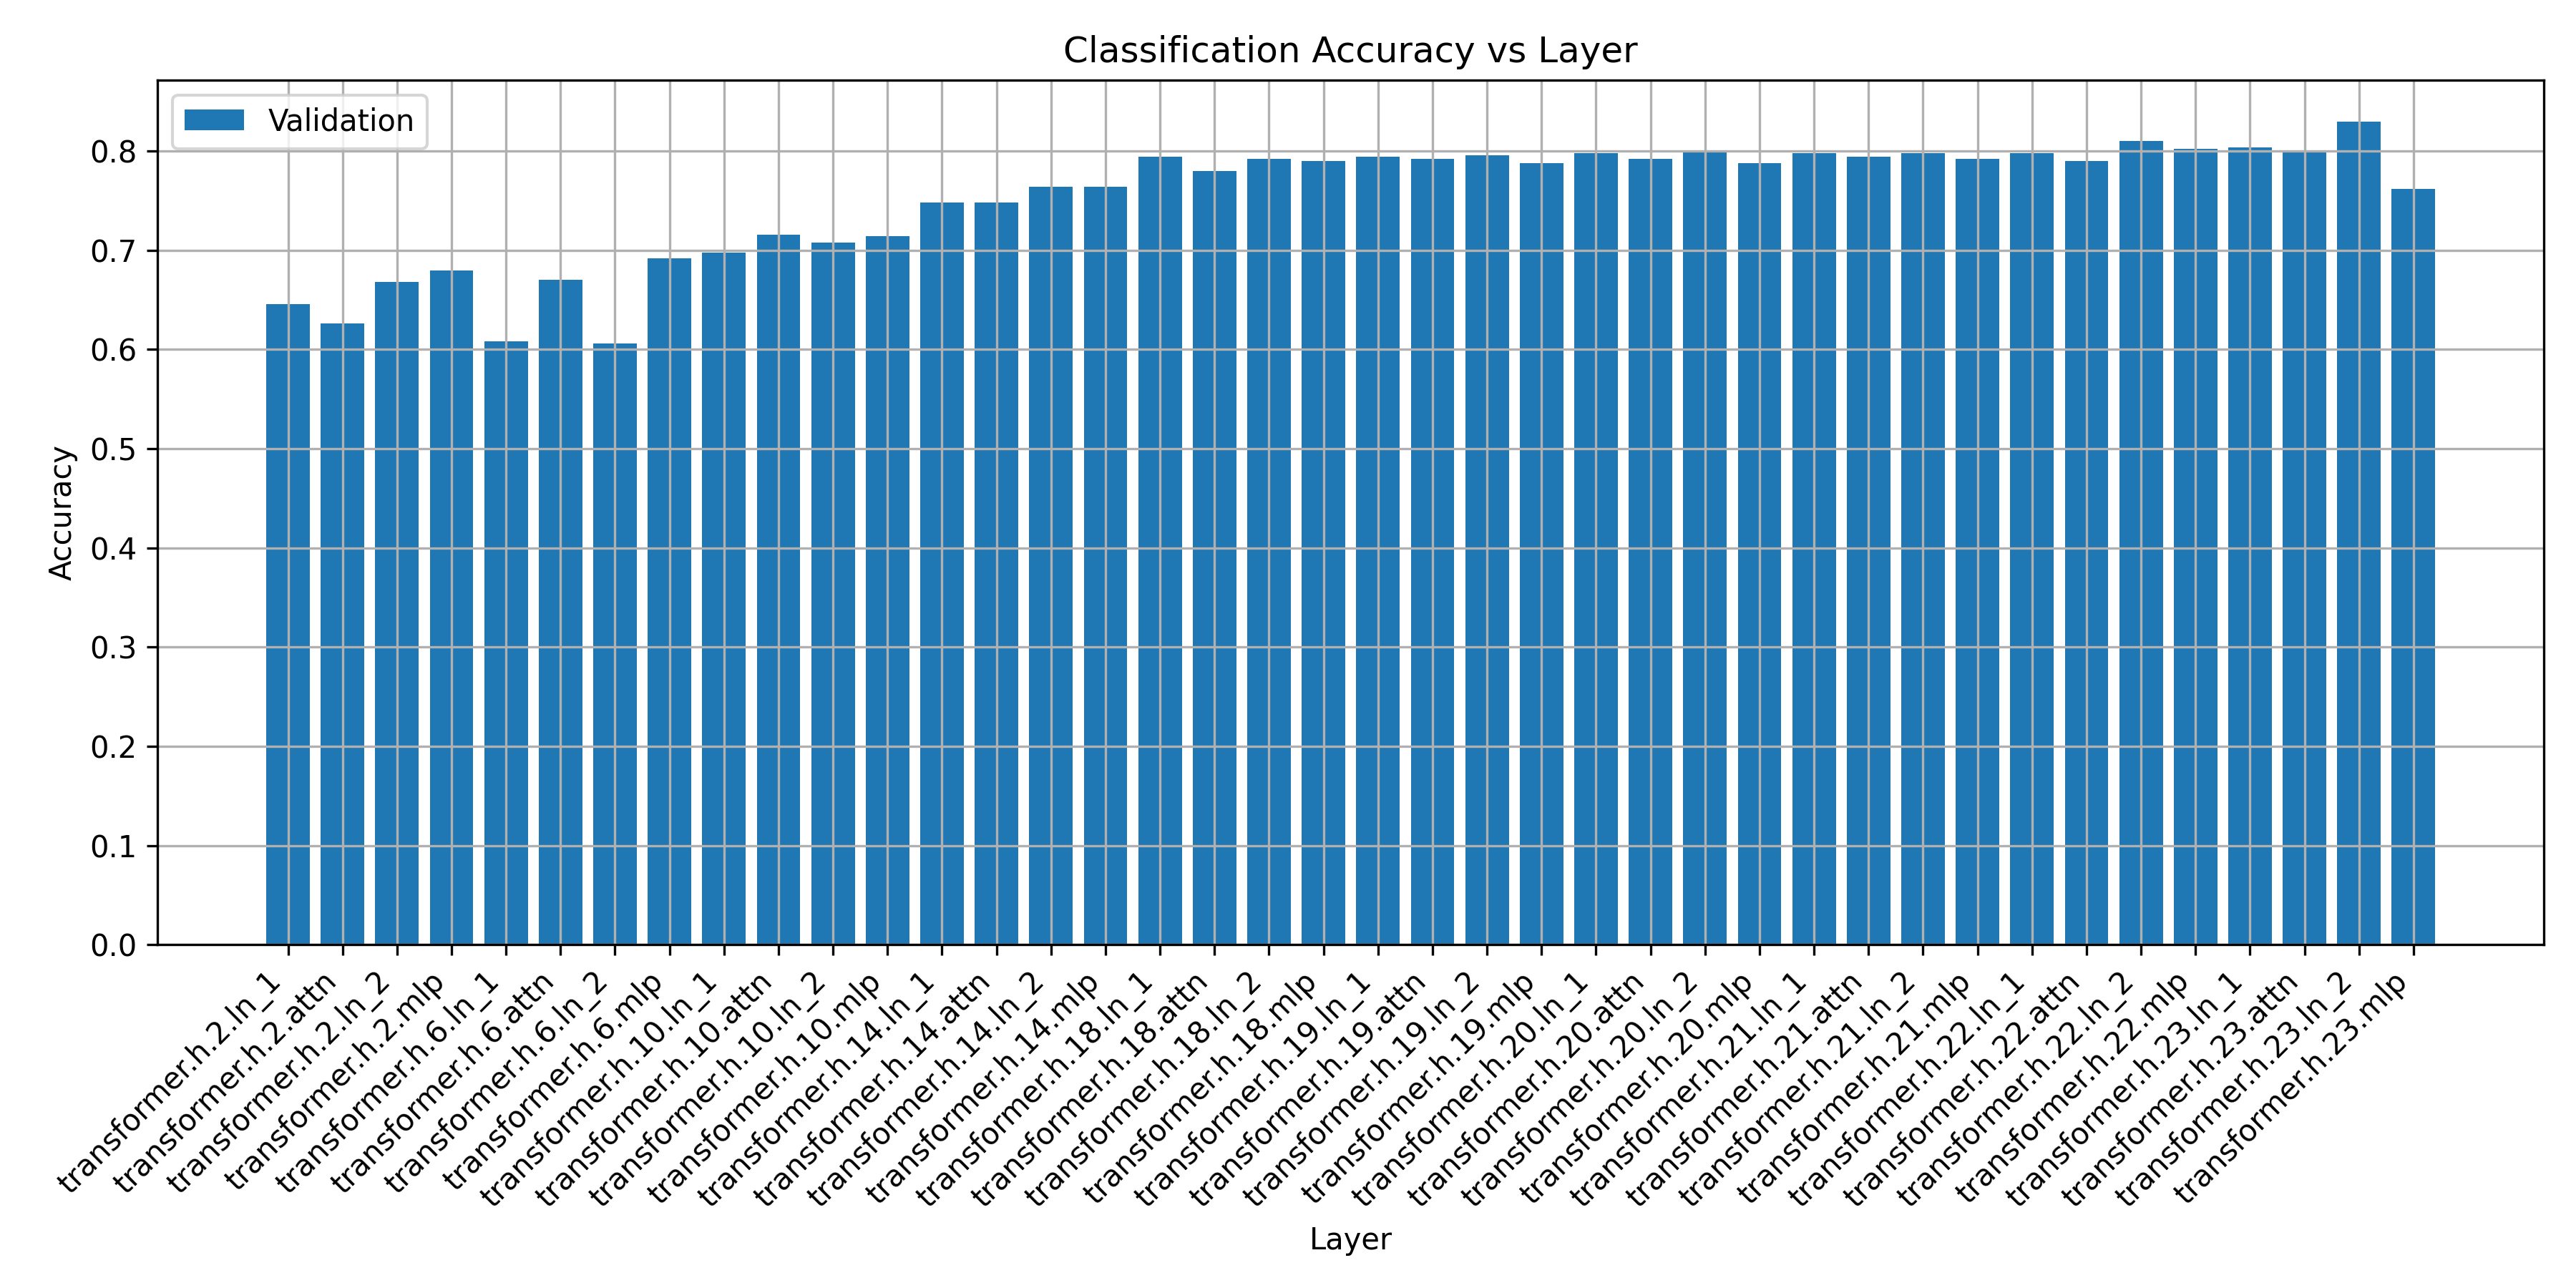 Classification Accuracy vs Layer
Validation
Accuracy
0.8
0.7
0.6
0.5
0.4
0.3
0.2
0.1
0.0
transformer.h.2.ln_1
transformer.h.2.attn
transformer.h.2.ln_2
transformer.h.2.mlp
transformer.h.6.ln_1
transformer.h.6.attn
transformer.h.6.ln_2
transformer.h.6.mlp
transformer.h.10.ln_1
transformer.h.10.attn
transformer.h.10.ln_2
transformer.h.10.mlp
transformer.h.14.ln_1
transformer.h.14.attn
transformer.h.14.ln_2
transformer.h.14.mlp
transformer.h.18.ln_1
transformer.h.18.attn
transformer.h.18.ln_2
transformer.h.18.mlp
transformer.h.19.ln_1
transformer.h.19.attn
transformer.h.19.ln_2
transformer.h.19.mlp
transformer.h.20.ln_1
transformer.h.20.attn
transformer.h.20.ln_2
transformer.h.20.mlp
transformer.h.21.ln_1
transformer.h.21.attn
transformer.h.21.ln_2
transformer.h.21.mlp
transformer.h.22.ln_1
transformer.h.22.attn
transformer.h.22.ln_2
transformer.h.22.mlp
transformer.h.23.ln_1
transformer.h.23.attn
transformer.h.23.ln_2
transformer.h.23.mlp
Layer